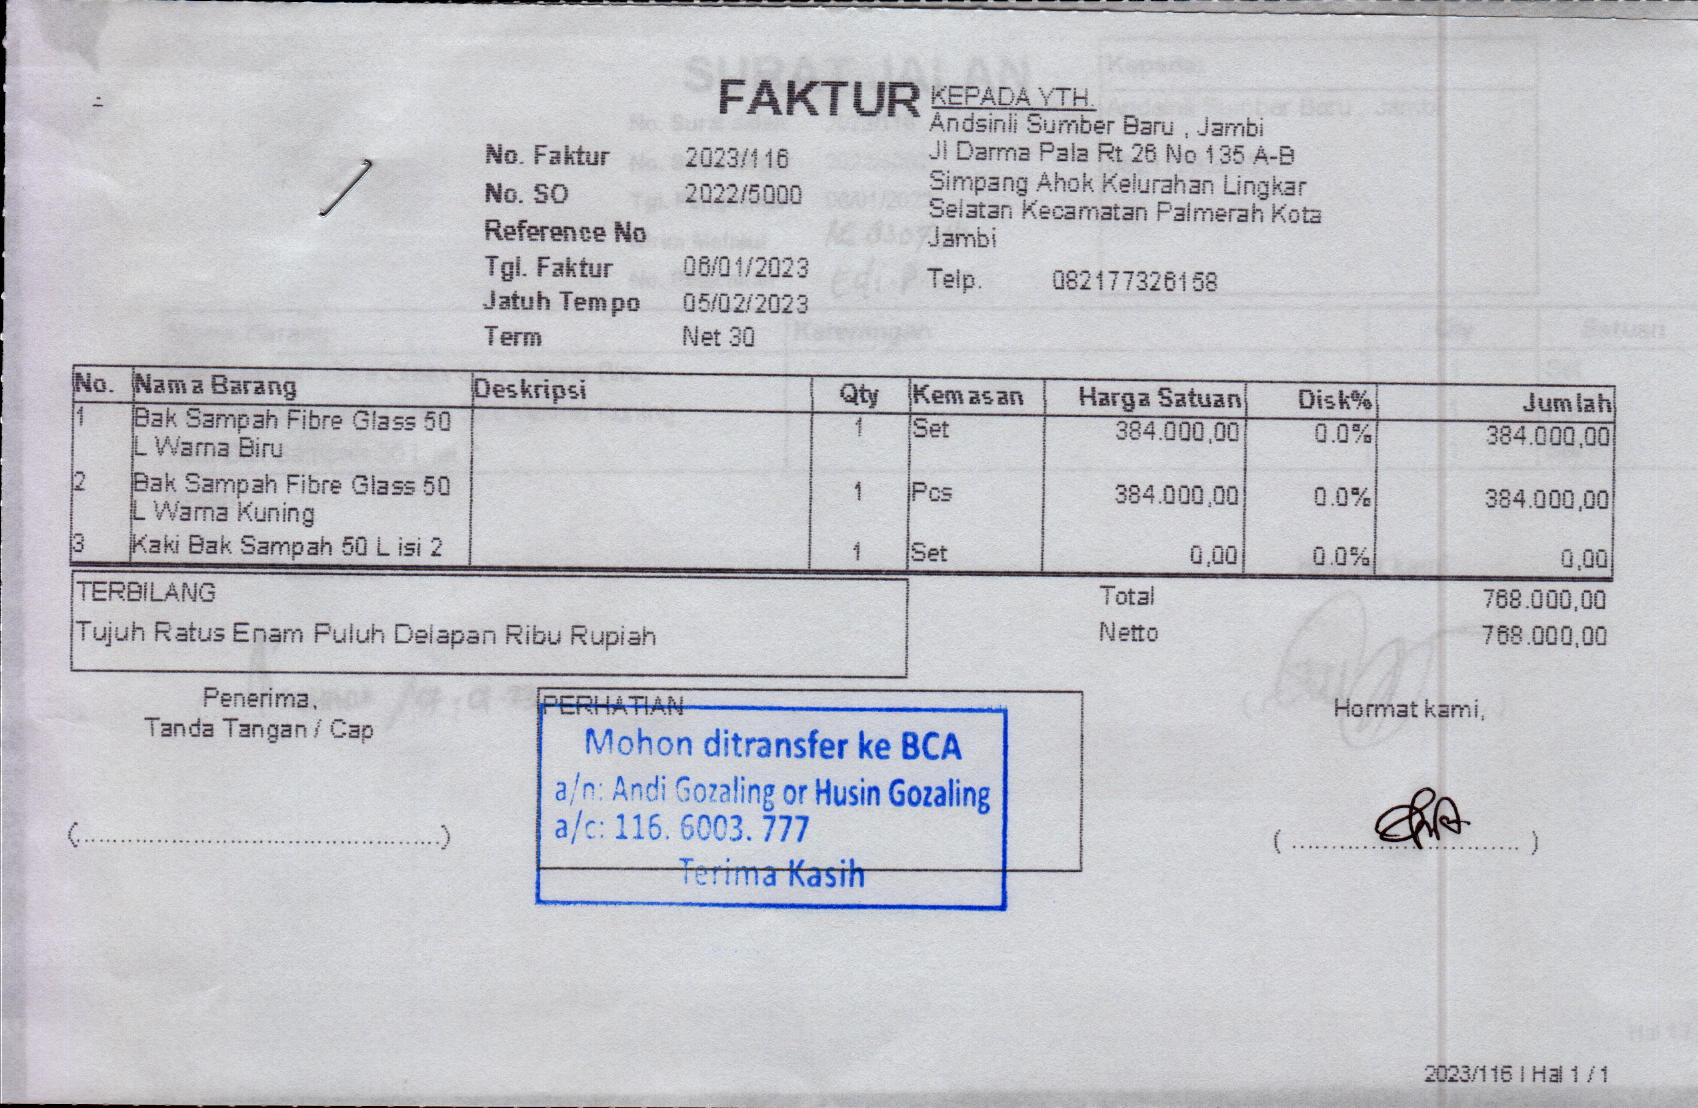 FAKTUR
KEPADA YTH.
Andsinli Sumber Baru , Jambi
Jl Darma Pala Rt 26 No 135 A-B
Simpang Ahok Kelurahan Lingkar
Selatan Kecamatan Palmerah Kota
Jambi
Telp. 082177326158
No. Faktur 2023/116
No. SO 2022/5000
Reference No
Tgl. Faktur 06/01/2023
Jatuh Tempo 05/02/2023
Term Net 30
No. Nama Barang Deskripsi Qty Kemasan Harga Satuan Disk% Jumlah
1 Bak Sampah Fibre Glass 50 1 Set 384.000,00 0.0% 384.000,00
L Warna Biru
2 Bak Sampah Fibre Glass 50 1 Pcs 384.000,00 0.0% 384.000,00
L Warna Kuning
3 Kaki Bak Sampah 50 L isi 2 1 Set 0,00 0.0% 0,00
TERBILANG
Tujuh Ratus Enam Puluh Delapan Ribu Rupiah
Total 768.000,00
Netto 768.000,00
Penerima,
Tanda Tangan / Cap
(................................................)
PERHATIAN
Mohon ditransfer ke BCA
a/n: Andi Gozaling or Husin Gozaling
a/c: 116. 6003. 777
Terima Kasih
Hormat kami,
( .............................. )
2023/116 | Hal 1 / 1